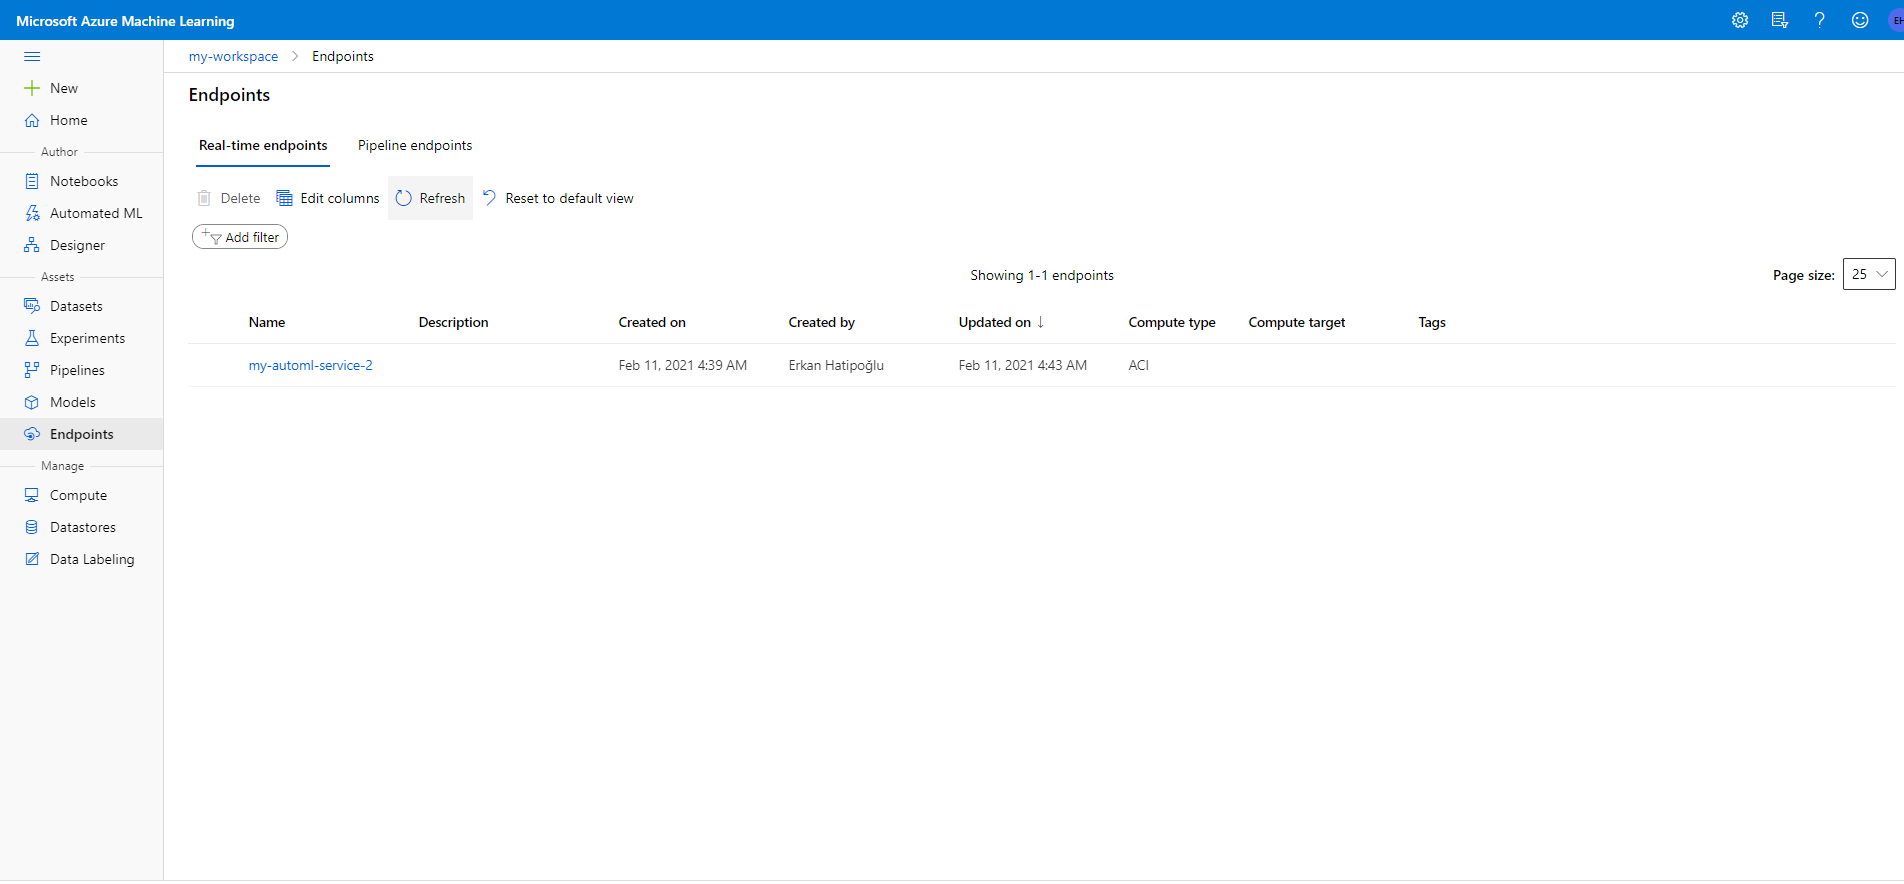 Microsoft Azure Machine Learning
EH
my-workspace > Endpoints
New
Home
Author
Notebooks
Automated ML
Designer
Assets
Datasets
Experiments
Pipelines
Models
Endpoints
Manage
Compute
Datastores
Data Labeling
Endpoints
Real-time endpoints Pipeline endpoints
Delete Edit columns Refresh Reset to default view
Add filter
Showing 1-1 endpoints Page size: 25
Name Description Created on Created by Updated on ↓ Compute type Compute target Tags
my-automl-service-2 Feb 11, 2021 4:39 AM Erkan Hatipoğlu Feb 11, 2021 4:43 AM ACI